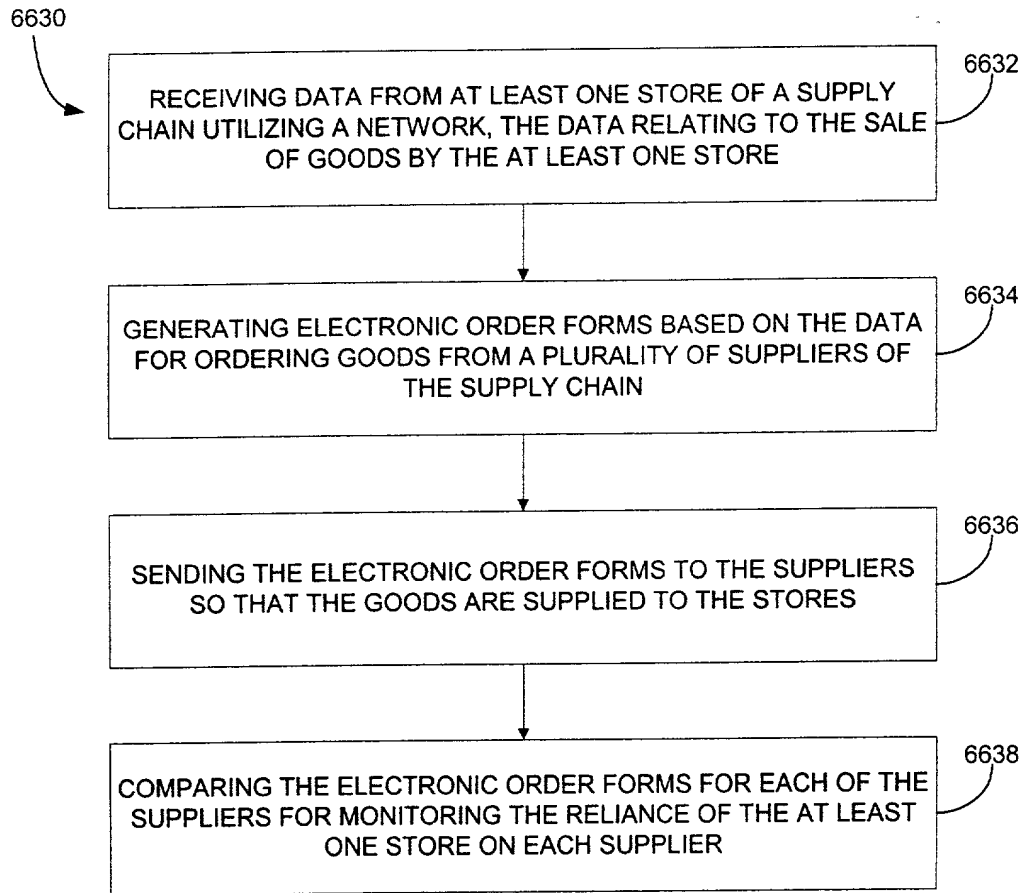 6630
6632
RECEIVING DATA FROM AT LEAST ONE STORE OF A SUPPLY
CHAIN UTILIZING A NETWORK, THE DATA RELATING TO THE SALE
OF GOODS BY THE AT LEAST ONE STORE
6634
GENERATING ELECTRONIC ORDER FORMS BASED ON THE DATA
FOR ORDERING GOODS FROM A PLURALITY OF SUPPLIERS OF
THE SUPPLY CHAIN
6636
SENDING THE ELECTRONIC ORDER FORMS TO THE SUPPLIERS
SO THAT THE GOODS ARE SUPPLIED TO THE STORES
6638
COMPARING THE ELECTRONIC ORDER FORMS FOR EACH OF THE
SUPPLIERS FOR MONITORING THE RELIANCE OF THE AT LEAST
ONE STORE ON EACH SUPPLIER